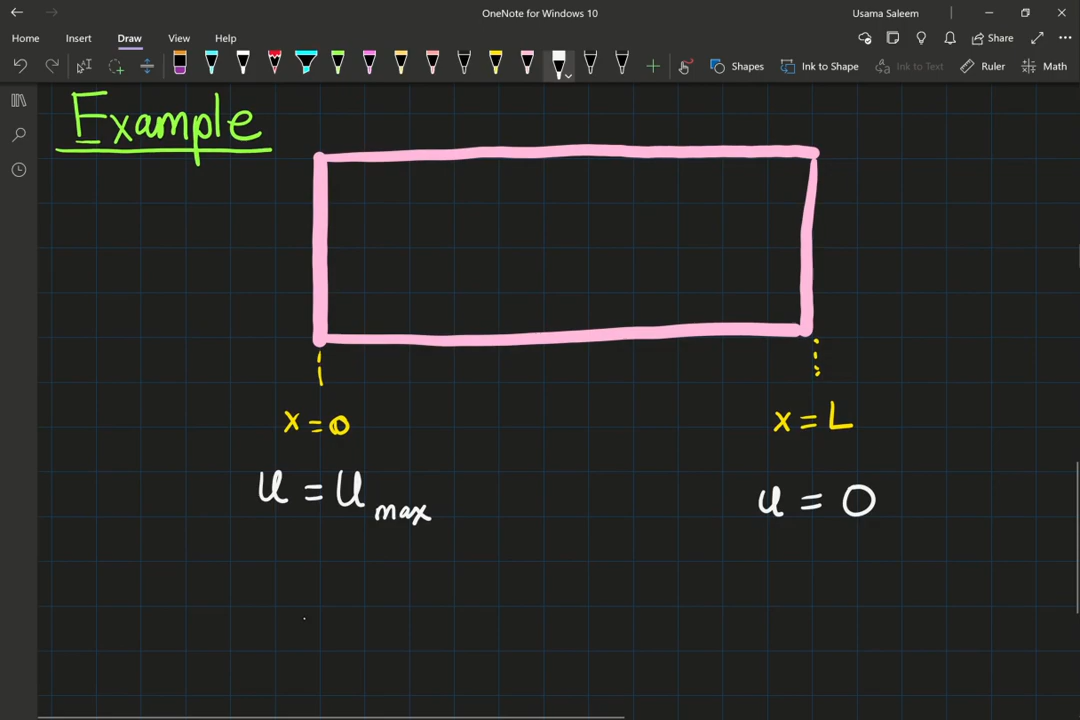 OneNote for Windows 10
Usama Saleem
Home Insert Draw View Help
Share
Shapes Ink to Shape Ink to Text Ruler Math
Example
x = 0
x = L
u = u max
u = 0